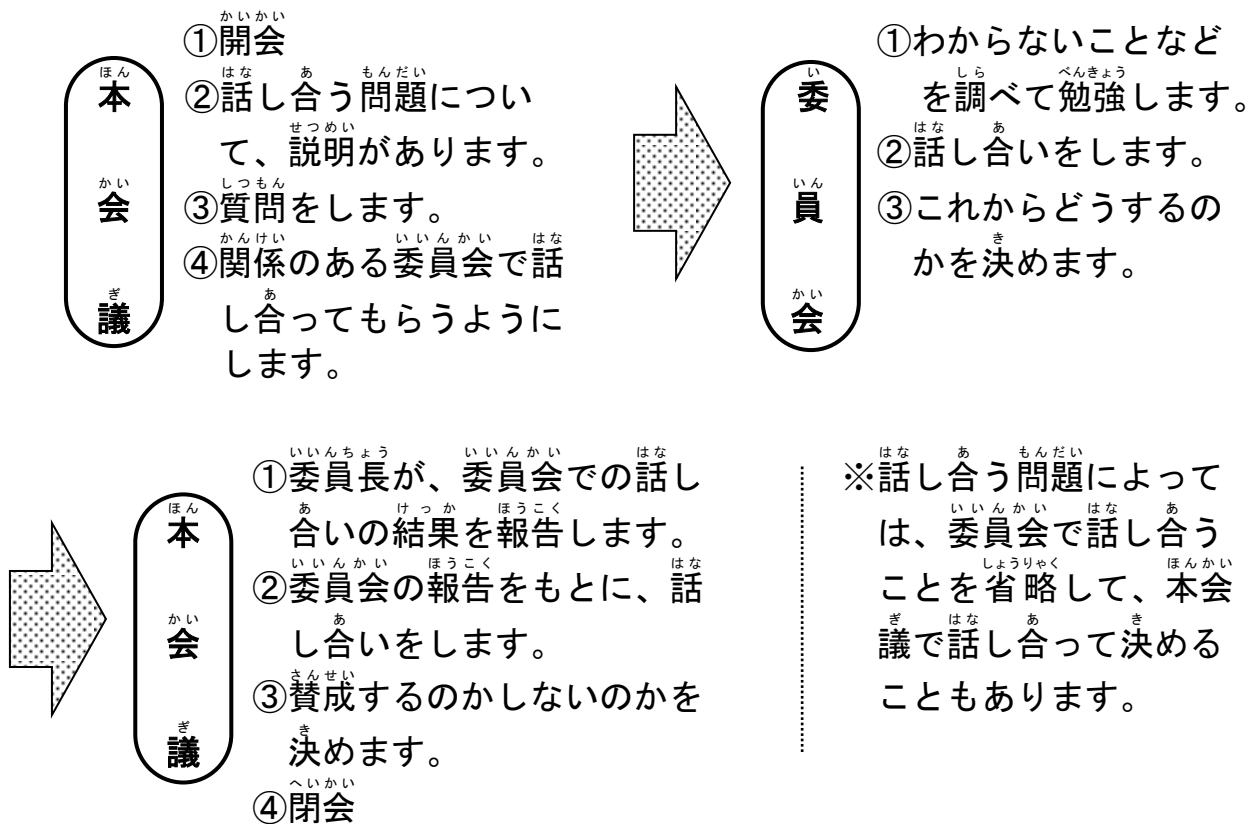 本会議
①開会
②話し合う問題につい
て、説明があります。
③質問をします。
④関係のある委員会で話
し合ってもらうように
します。
委員会
①わからないことなど
を調べて勉強します。
②話し合いをします。
③これからどうするの
かを決めます。
本会議
①委員長が、委員会での話し
合いの結果を報告します。
②委員会の報告をもとに、話
し合いをします。
③賛成するのかしないのかを
決めます。
④閉会
※話し合う問題によって
は、委員会で話し合う
ことを省略して、本会
議で話し合って決める
こともあります。